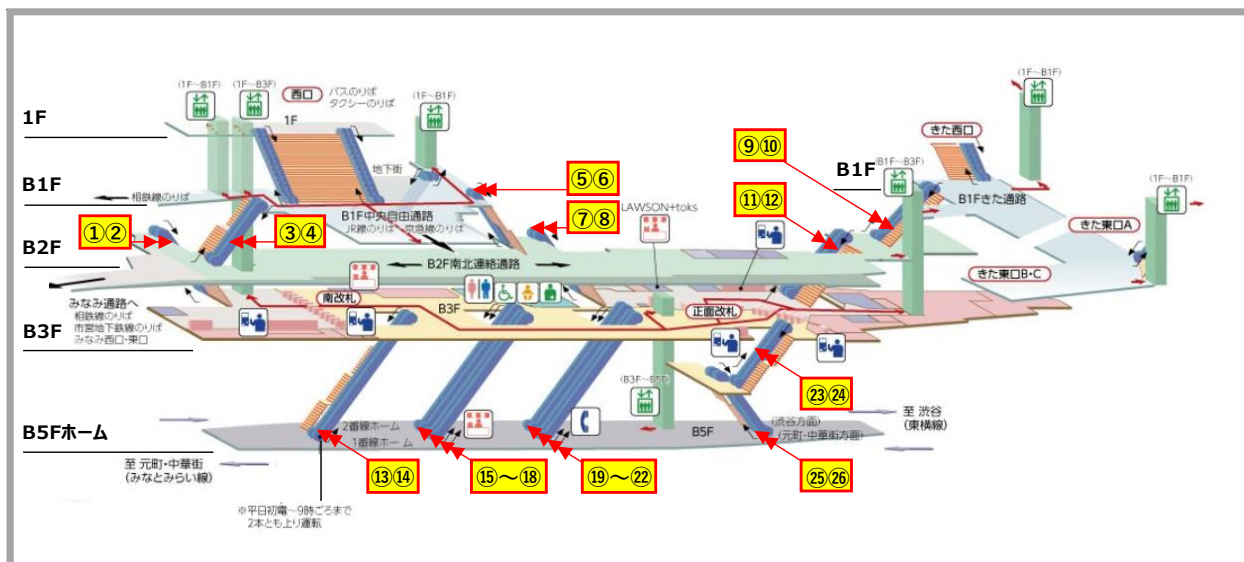 (1F～B1F)
(1F～B3F)
西口
バスのりば
タクシーのりば
1F
1F
(1F～B1F)
地下街
(1F～B1F)
きた西口
⑨⑩
(B1F～B3F)
B1F
B1F
⑤⑥
相鉄線のりば
B1F中央自由通路
JR線のりば・京急線のりば
LAWSON+toks
⑪⑫
B1Fきた通路
(1F～B1F)
きた東口A
①②
③④
⑦⑧
B2F
B2F南北連絡通路
きた東口B・C
みなみ通路へ
相鉄線のりば
市営地下鉄線のりば
みなみ西口・東口
南改札
B3F
正面改札
B3F
(B3F～B5F)
㉓㉔
B5Fホーム
2番線ホーム
1番線ホーム
B5F
(渋谷方面)
(元町・中華街方面)
至 渋谷
(東横線)
至 元町・中華街
(みなとみらい線)
⑬⑭
⑮～⑱
⑲～㉒
㉕㉖
※平日初電～9時ごろまで
2本とも上り運転